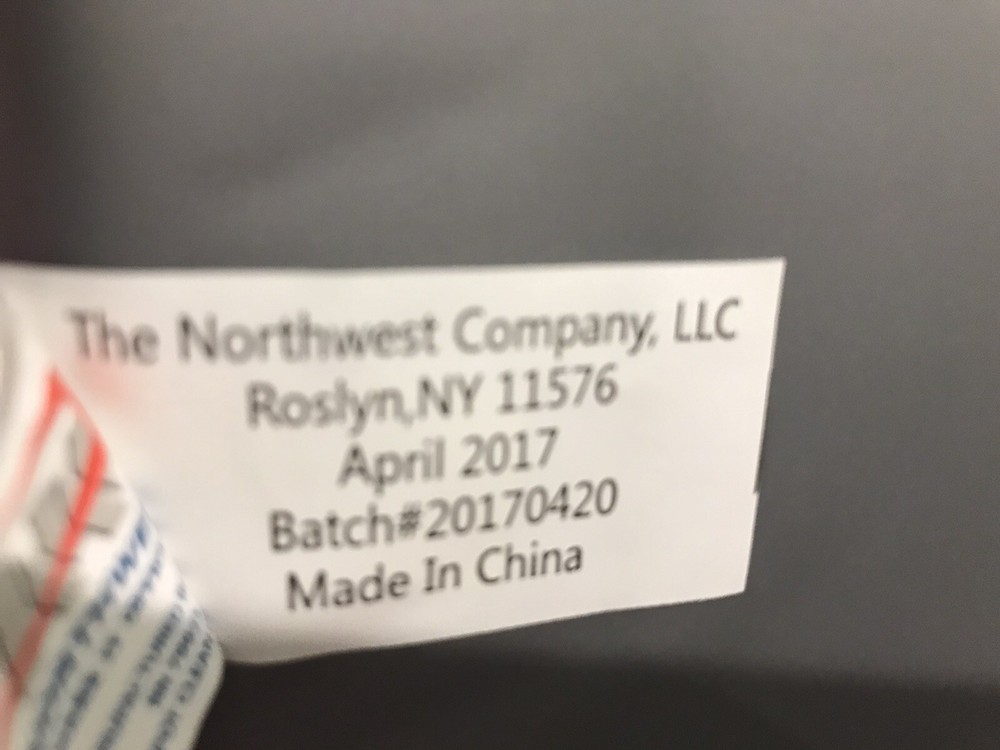 The Northwest Company, LLC
Roslyn,NY 11576
April 2017
Batch#20170420
Made In China